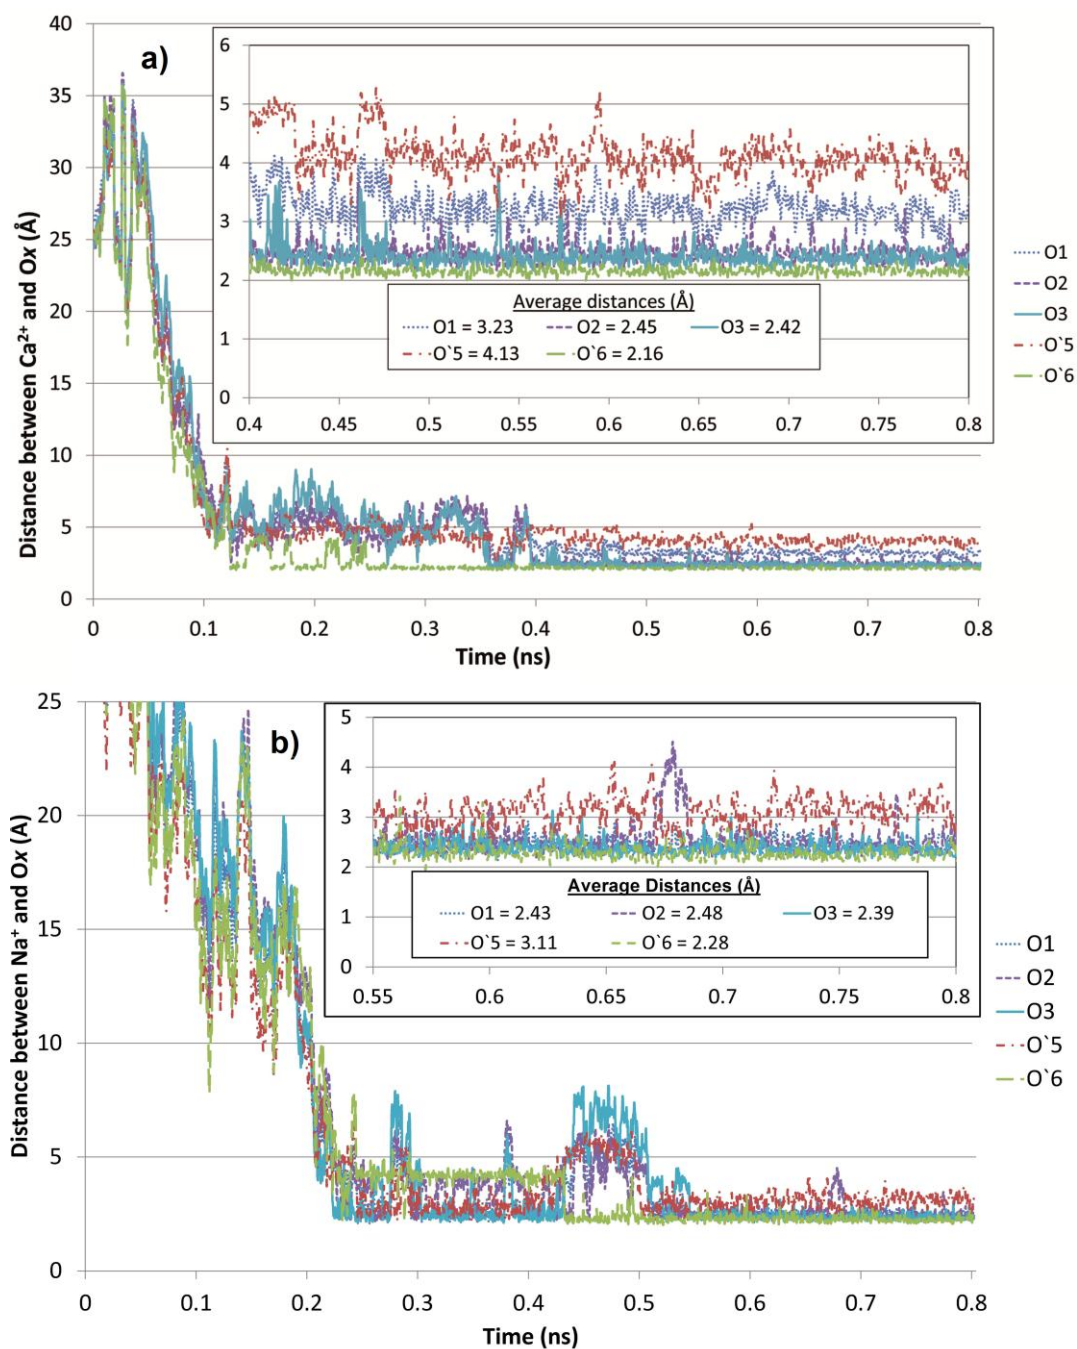 a)
Distance between Ca²⁺ and Ox (Å)
40
35
30
25
20
15
10
5
0
0 0.1 0.2 0.3 0.4 0.5 0.6 0.7 0.8
Time (ns)
6
5
4
3
2
1
0
0.4 0.45 0.5 0.55 0.6 0.65 0.7 0.75 0.8
Average distances (Å)
O1 = 3.23 O2 = 2.45 O3 = 2.42
O`5 = 4.13 O`6 = 2.16
O1
O2
O3
O`5
O`6
b)
Distance between Na⁺ and Ox (A)
25
20
15
10
5
0
0 0.1 0.2 0.3 0.4 0.5 0.6 0.7 0.8
Time (ns)
5
4
3
2
1
0
0.55 0.6 0.65 0.7 0.75 0.8
Average Distances (Å)
O1 = 2.43 O2 = 2.48 O3 = 2.39
O`5 = 3.11 O`6 = 2.28
O1
O2
O3
O`5
O`6